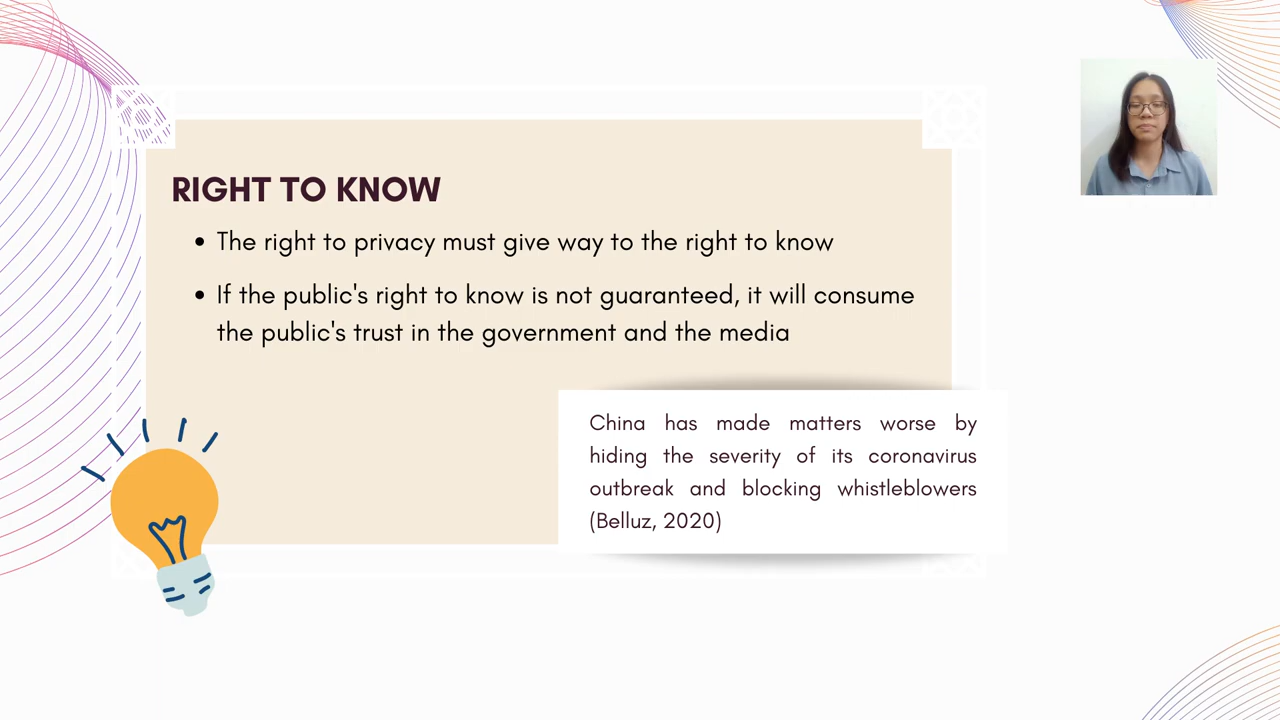 RIGHT TO KNOW
The right to privacy must give way to the right to know
If the public's right to know is not guaranteed, it will consume
the public's trust in the government and the media
China has made matters worse by
hiding the severity of its coronavirus
outbreak and blocking whistleblowers
(Belluz, 2020)